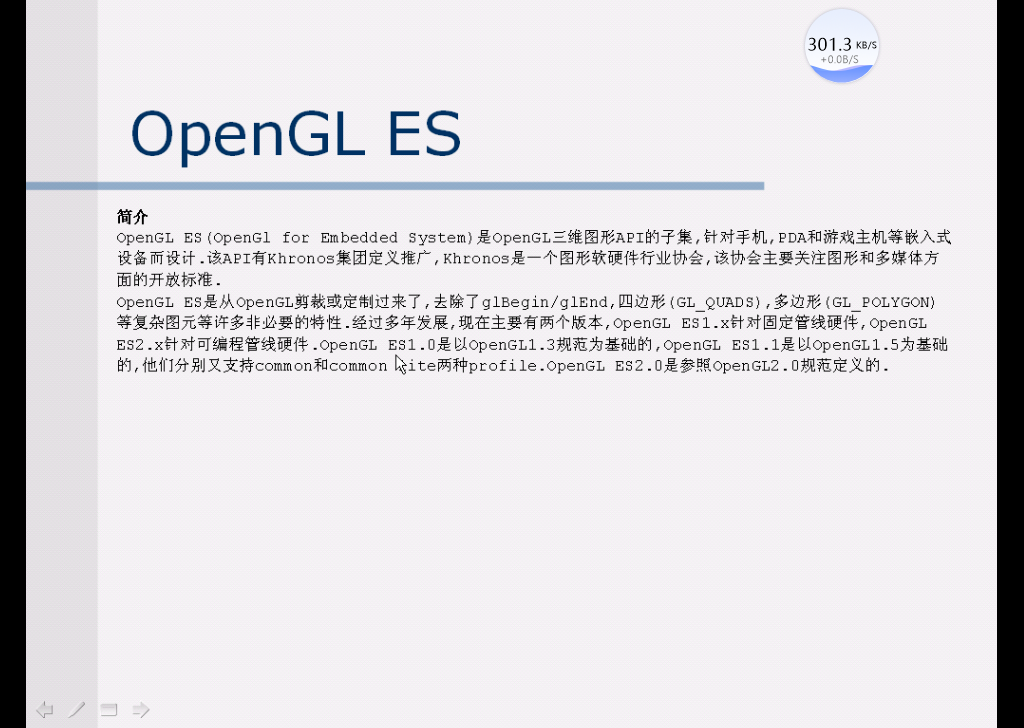 301.3 KB/S
+0.0B/S
OpenGL ES
简介
OpenGL ES(OpenGl for Embedded System)是OpenGL三维图形API的子集,针对手机,PDA和游戏主机等嵌入式
设备而设计.该API有Khronos集团定义推广,Khronos是一个图形软硬件行业协会,该协会主要关注图形和多媒体方
面的开放标准.
OpenGL ES是从OpenGL剪裁或定制过来了,去除了glBegin/glEnd,四边形(GL_QUADS),多边形(GL_POLYGON)
等复杂图元等许多非必要的特性.经过多年发展,现在主要有两个版本,OpenGL ES1.x针对固定管线硬件,OpenGL
ES2.x针对可编程管线硬件.OpenGL ES1.0是以OpenGL1.3规范为基础的,OpenGL ES1.1是以OpenGL1.5为基础
的,他们分别又支持common和common lite两种profile.OpenGL ES2.0是参照OpenGL2.0规范定义的.